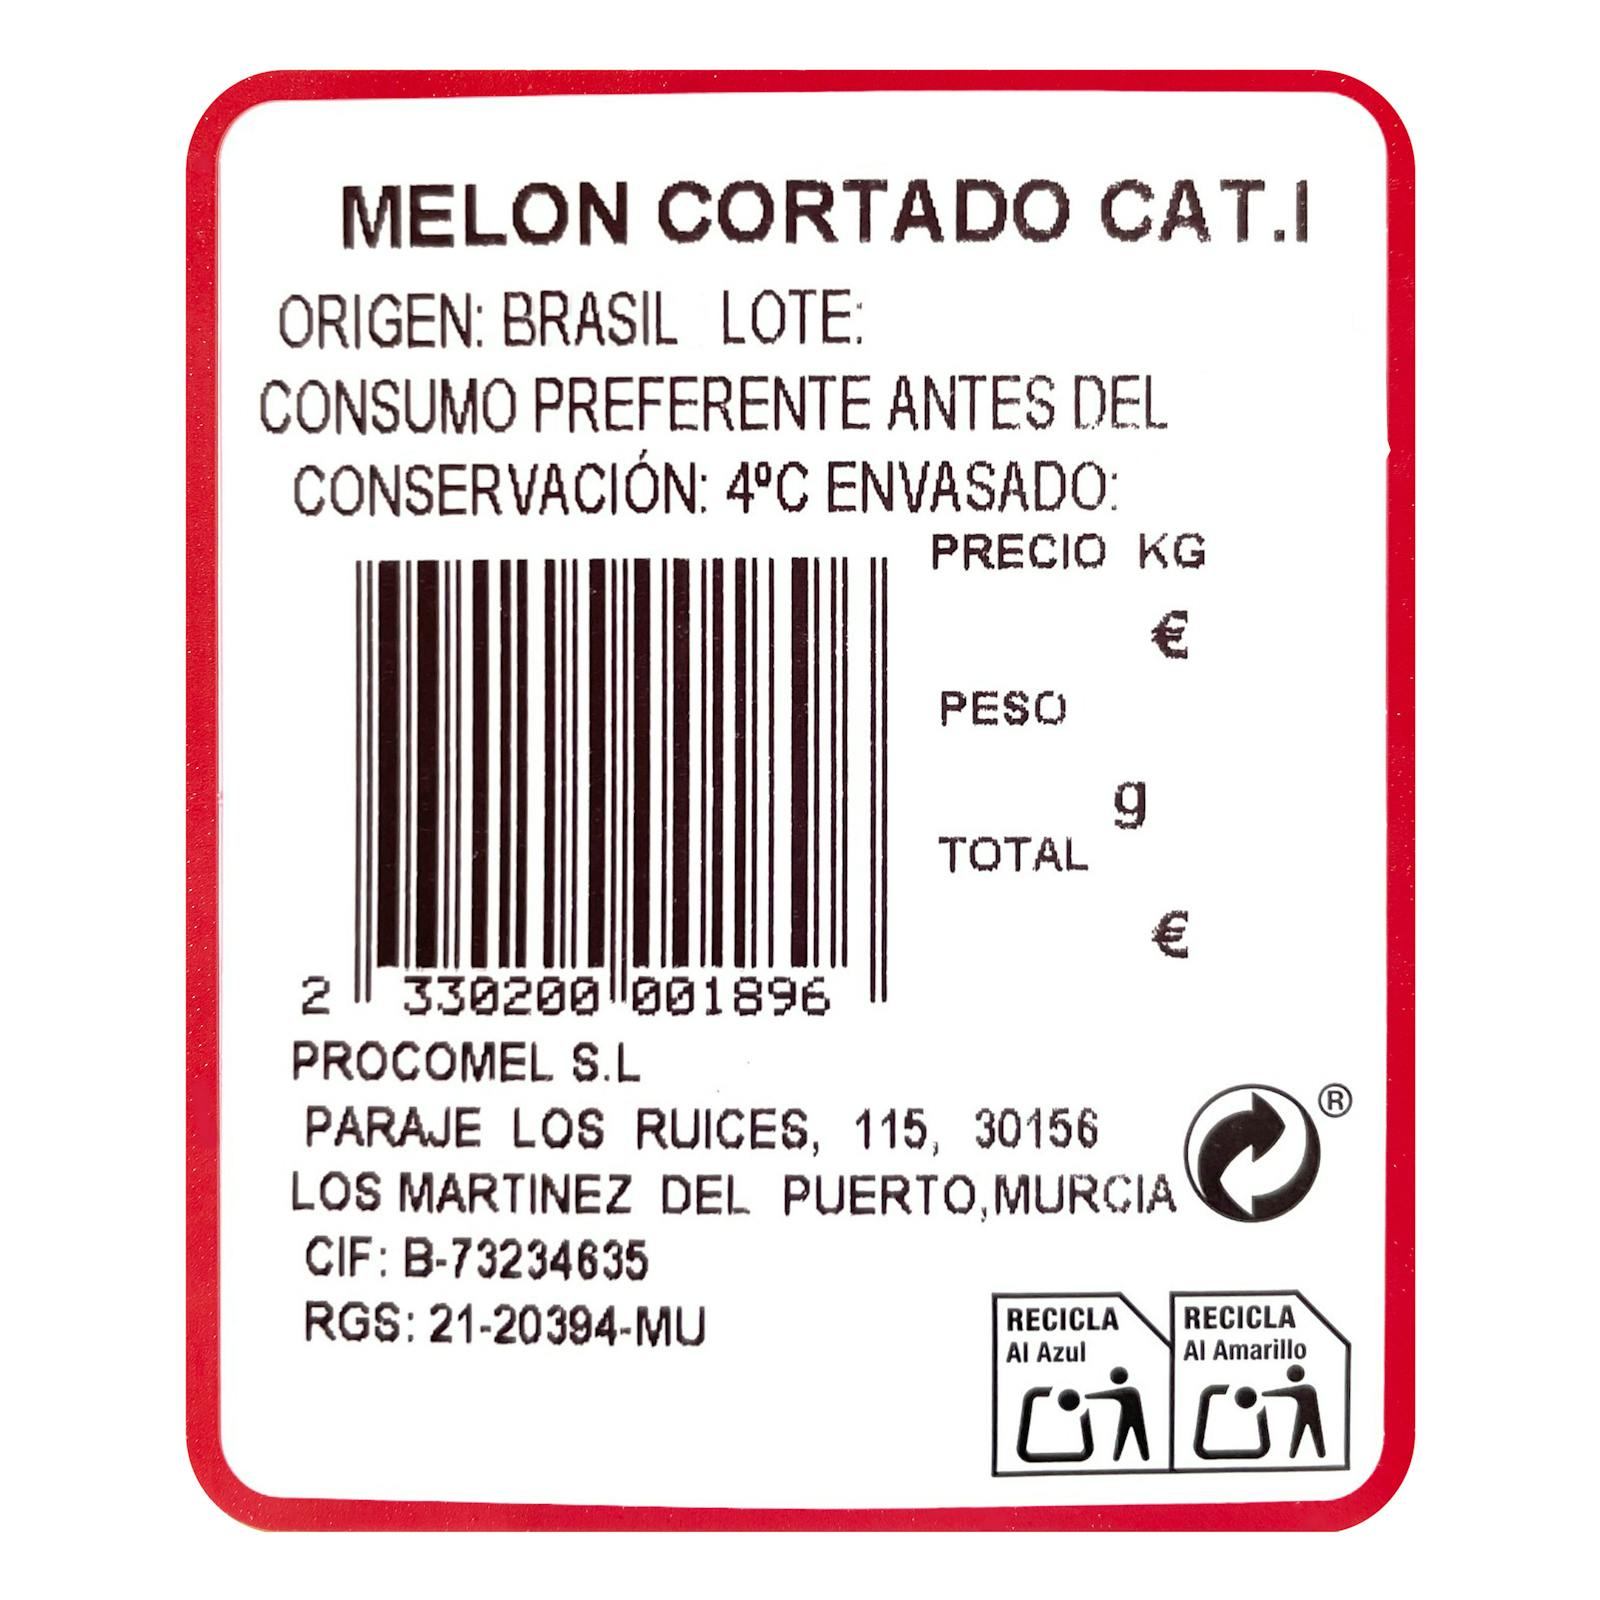 MELON CORTADO CAT.I
ORIGEN: BRASIL LOTE:
CONSUMO PREFERENTE ANTES DEL
CONSERVACIÓN: 4ºC ENVASADO:
PRECIO KG
€
PESO
g
TOTAL
€
2 330200 001896
PROCOMEL S.L
PARAJE LOS RUICES, 115, 30156
LOS MARTINEZ DEL PUERTO,MURCIA
®
CIF: B-73234635
RGS: 21-20394-MU
RECICLA
Al Azul
RECICLA
Al Amarillo